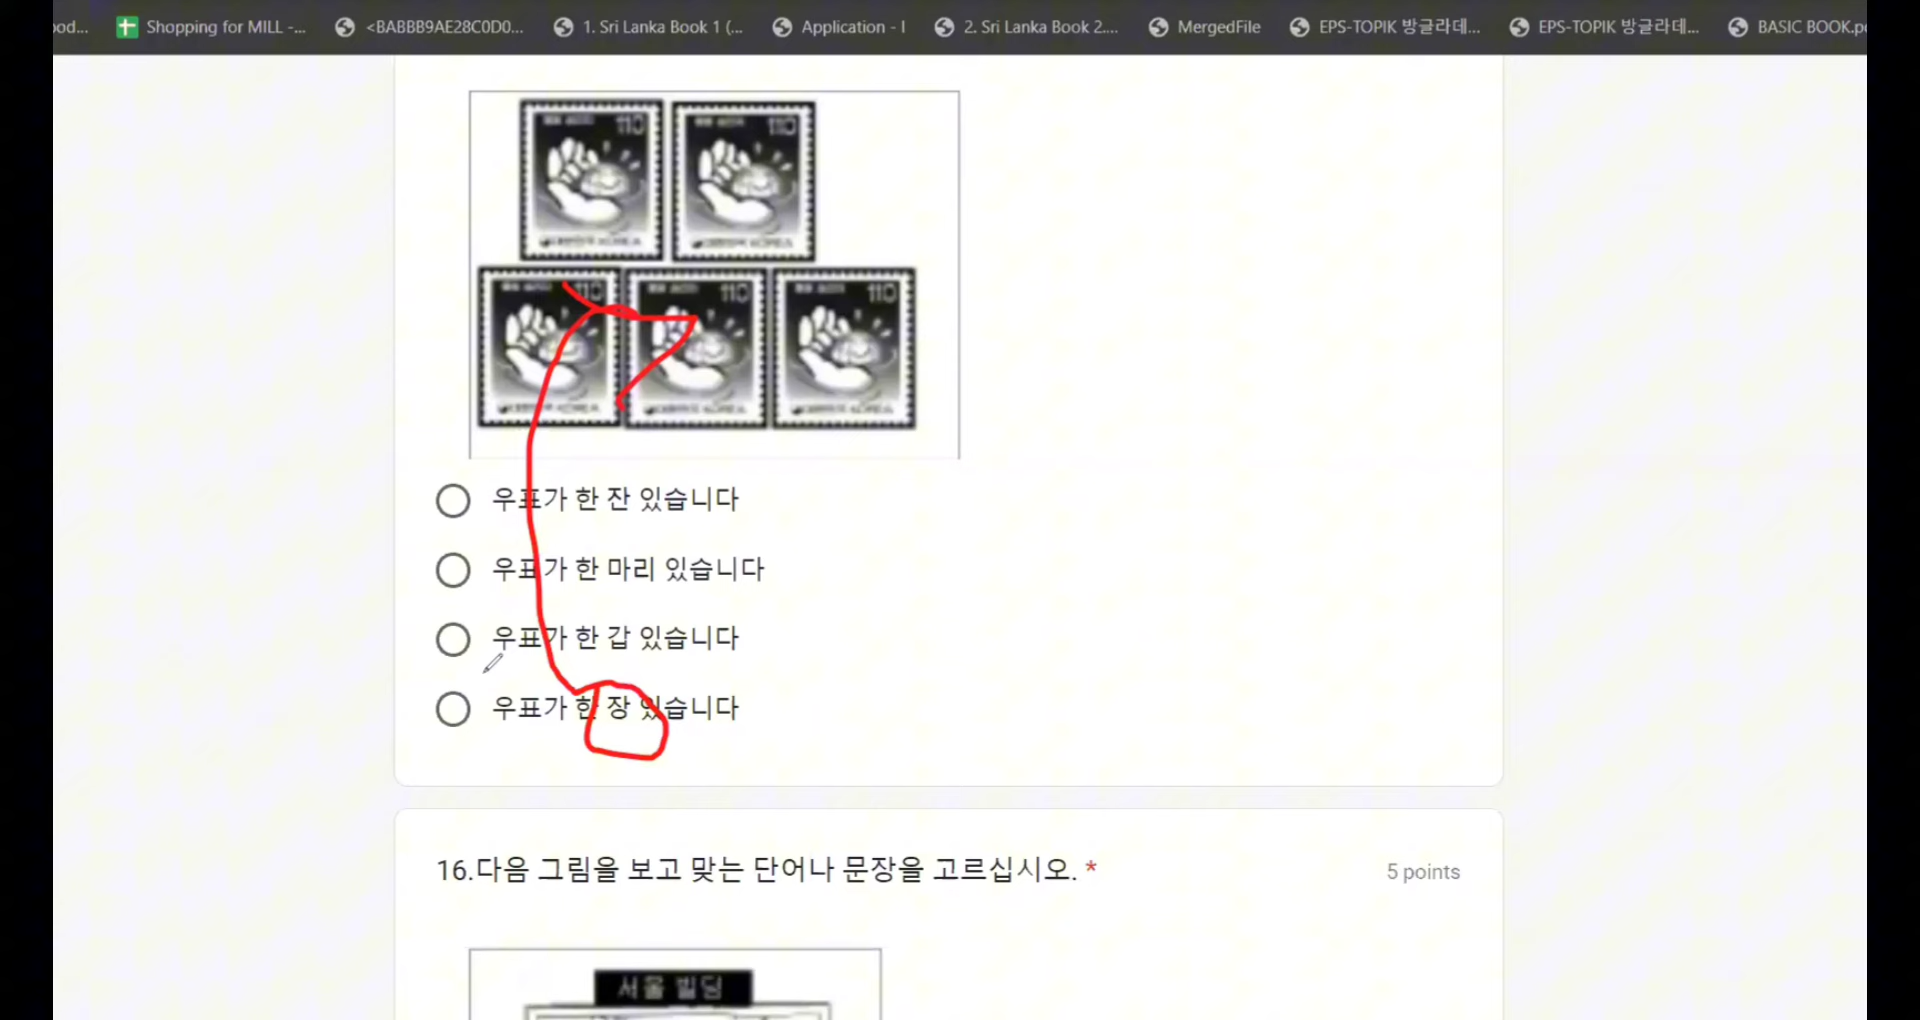 ood...
Shopping for MILL -...
<BABBB9AE28C0D0...
1. Sri Lanka Book 1 (...
Application - I
2. Sri Lanka Book 2....
MergedFile
EPS-TOPIK 방글라데...
EPS-TOPIK 방글라데...
BASIC BOOK.p
110
110
110
110
110
우표가 한 잔 있습니다
우표가 한 마리 있습니다
우표가 한 갑 있습니다
우표가 한 장 있습니다
16.다음 그림을 보고 맞는 단어나 문장을 고르십시오. *
5 points
서울 빌딩